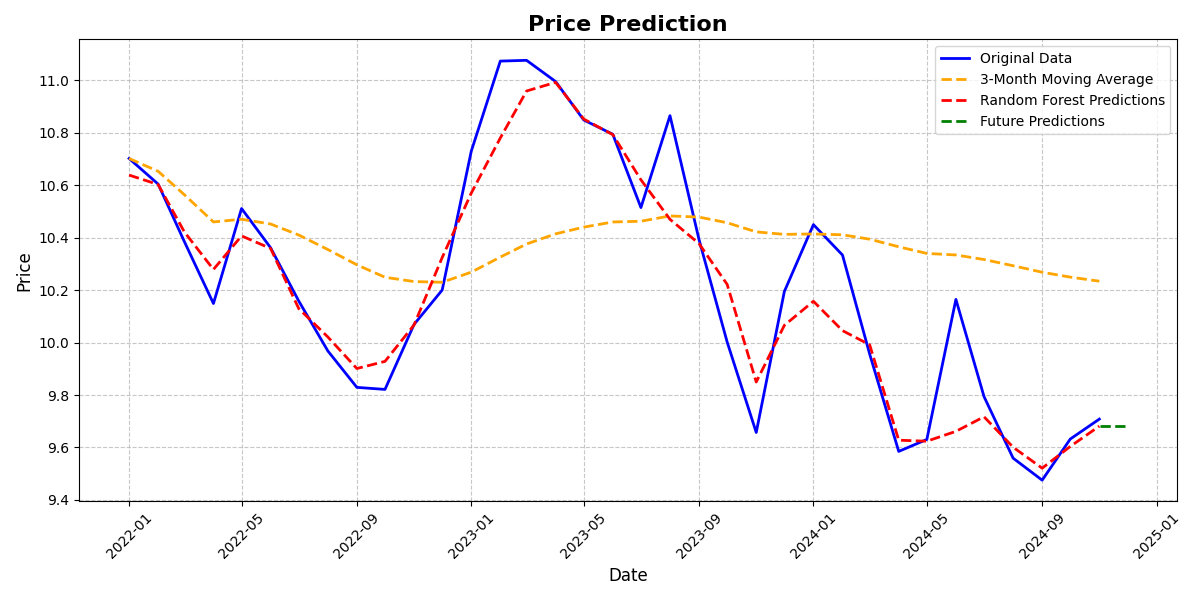 Price Prediction
Original Data
3-Month Moving Average
Random Forest Predictions
Future Predictions
Price
11.0
10.8
10.6
10.4
10.2
10.0
9.8
9.6
9.4
2022-01
2022-05
2022-09
2023-01
2023-05
2023-09
2024-01
2024-05
2024-09
2025-01
Date